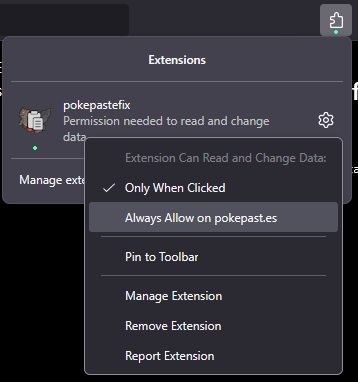 Extensions
pokepastefix
Permission needed to read and change
data
Manage exte
Extension Can Read and Change Data:
Only When Clicked
Always Allow on pokepast.es
Pin to Toolbar
Manage Extension
Remove Extension
Report Extension